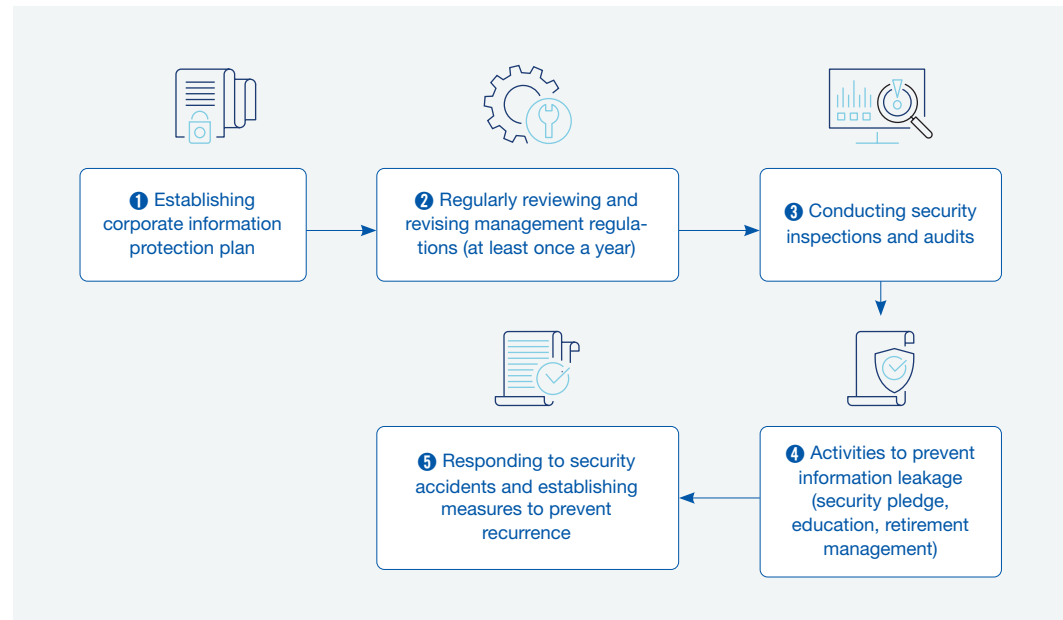 ❶ Establishing
corporate information
protection plan
❷ Regularly reviewing and
revising management regula-
tions (at least once a year)
❸ Conducting security
inspections and audits
❹ Activities to prevent
information leakage
(security pledge,
education, retirement
management)
❺ Responding to security
accidents and establishing
measures to prevent
recurrence